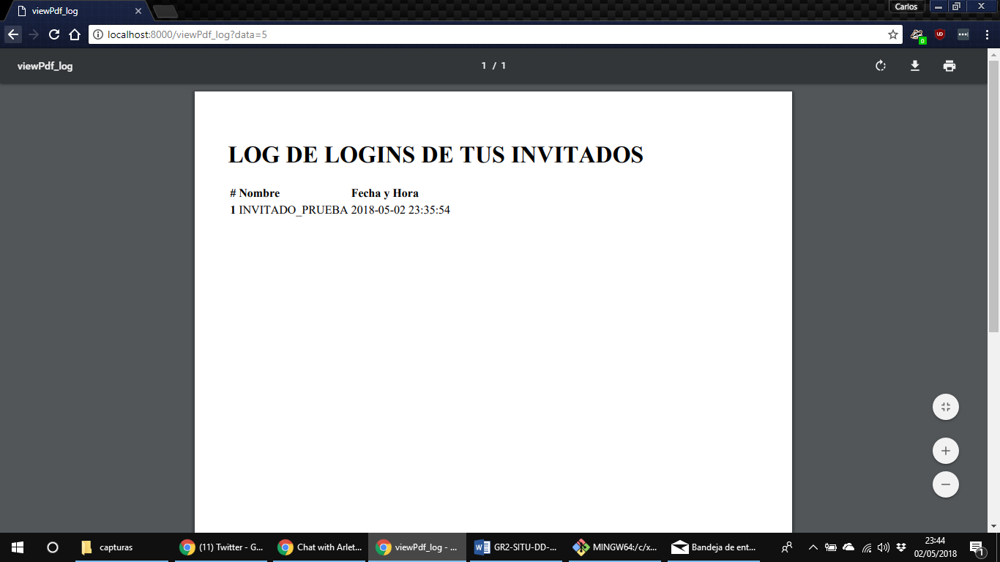 viewPdf_log
Carlos
localhost:8000/viewPdf_log?data=5
0
viewPdf_log
1 / 1
LOG DE LOGINS DE TUS INVITADOS
# Nombre Fecha y Hora
1 INVITADO_PRUEBA 2018-05-02 23:35:54
capturas
(11) Twitter - G...
Chat with Arlet...
viewPdf_log - ...
GR2-SITU-DD-...
MINGW64:/c/x...
Bandeja de ent...
23:44
02/05/2018
1